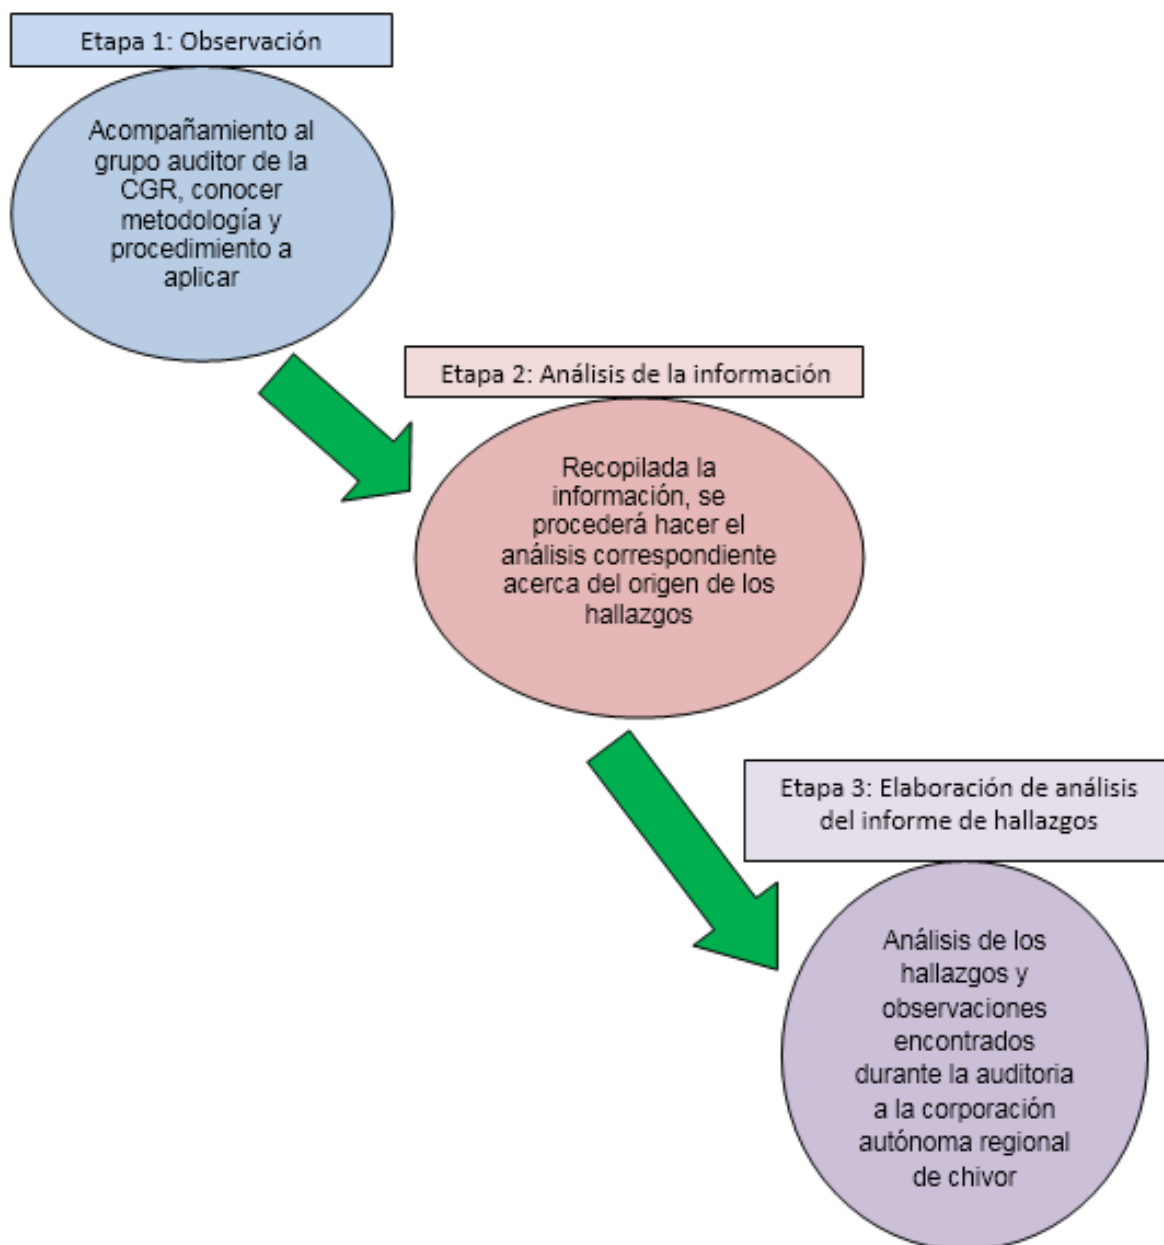 Etapa 1: Observación
Acompañamiento al
grupo auditor de la
CGR, conocer
metodología y
procedimiento a
aplicar
Etapa 2: Análisis de la información
Recopilada la
información, se
procederá hacer el
análisis correspondiente
acerca del origen de los
hallazgos
Etapa 3: Elaboración de análisis
del informe de hallazgos
Análisis de los
hallazgos y
observaciones
encontrados
durante la auditoria
a la corporación
autónoma regional
de chivor